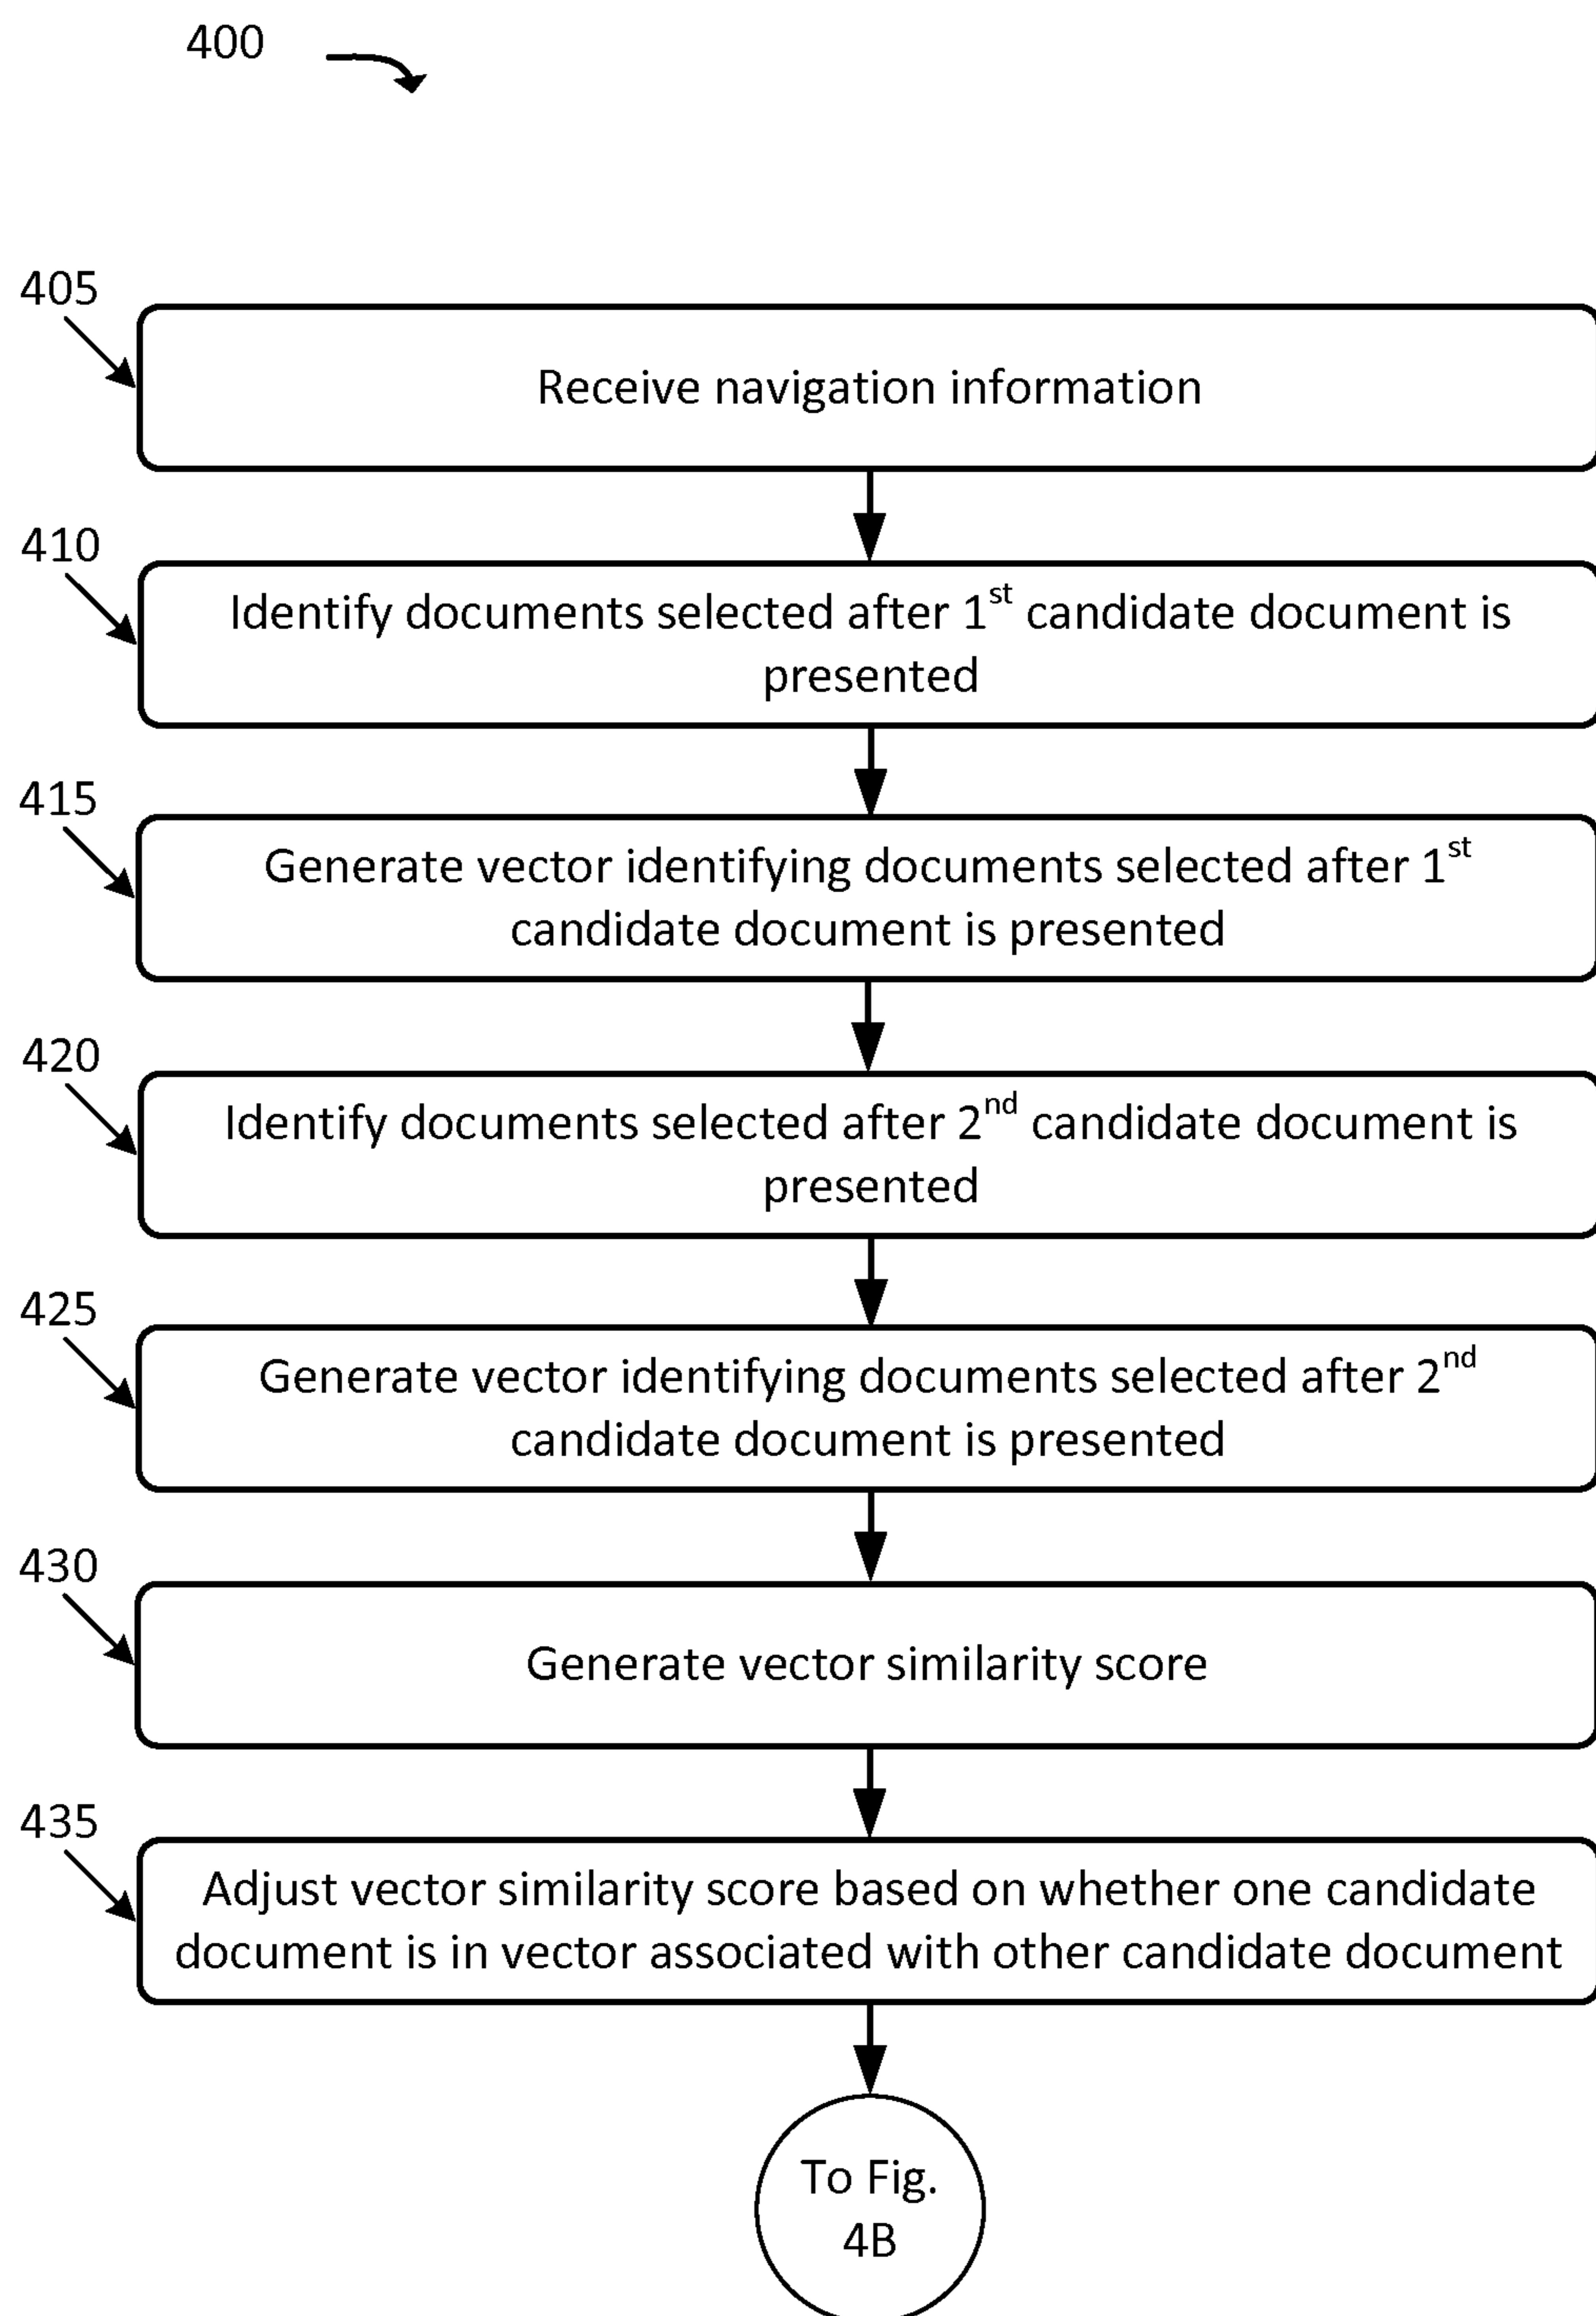 400
405
Receive navigation information
410
Identify documents selected after 1st candidate document is
presented
415
Generate vector identifying documents selected after 1st
candidate document is presented
420
Identify documents selected after 2nd candidate document is
presented
425
Generate vector identifying documents selected after 2nd
candidate document is presented
430
Generate vector similarity score
435
Adjust vector similarity score based on whether one candidate
document is in vector associated with other candidate document
To Fig.
4B